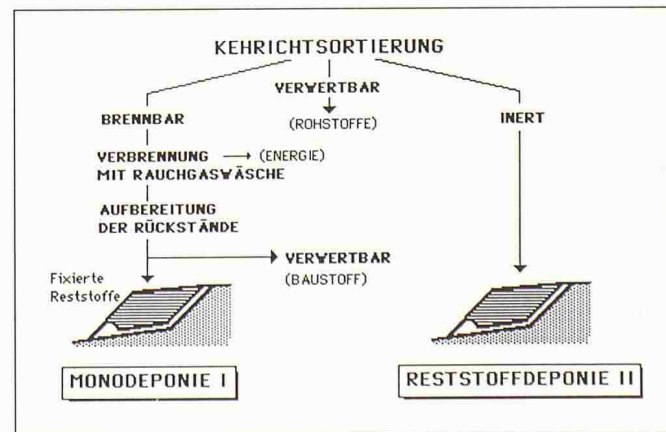 KEHRICHTSORTIERUNG
VERWERTBAR
(ROHSTOFFE)
BRENNBAR
INERT
VERBRENNUNG → (ENERGIE)
MIT RAUCHGASWÄSCHE
AUFBEREITUNG
DER RÜCKSTÄNDE
VERWERTBAR
(BAUSTOFF)
Fixierte
Reststoffe
MONODEPONIE I
RESTSTOFFDEPONIE II